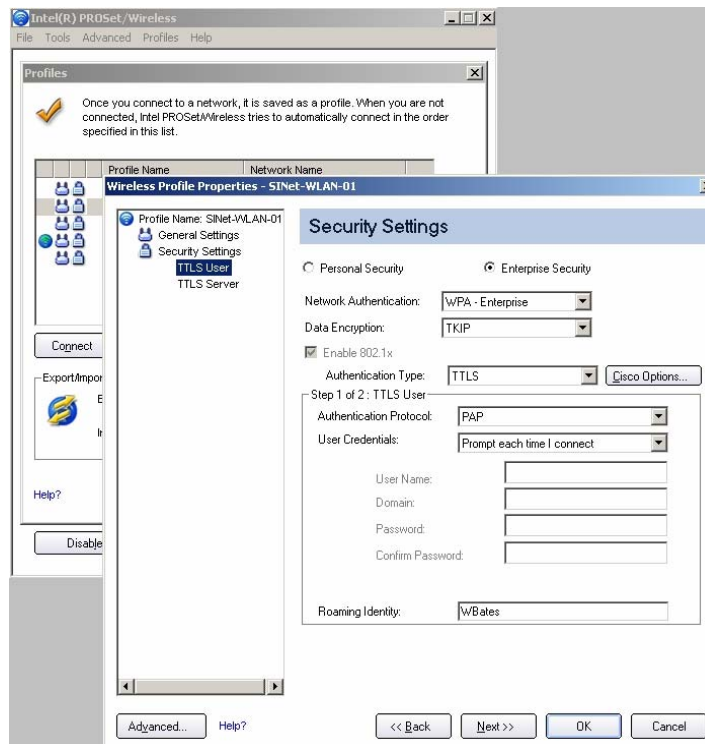 Intel(R) PROSet/Wireless
File Tools Advanced Profiles Help
Profiles
Once you connect to a network, it is saved as a profile. When you are not
connected, Intel PROSet/Wireless tries to automatically connect in the order
specified in this list.
Profile Name Network Name
Wireless Profile Properties - SINet-WLAN-01
Profile Name: SINet-WLAN-01
General Settings
Security Settings
TTLS User
TTLS Server
Security Settings
Personal Security Enterprise Security
Network Authentication: WPA - Enterprise
Data Encryption: TKIP
Enable 802.1x
Authentication Type: TTLS Cisco Options...
Step 1 of 2 : TTLS User
Authentication Protocol: PAP
User Credentials: Prompt each time I connect
User Name:
Domain:
Password:
Confirm Password:
Roaming Identity: WBates
Connect
Export/Impor
E
Ir
Help?
Disable
Advanced... Help? << Back Next >> OK Cancel